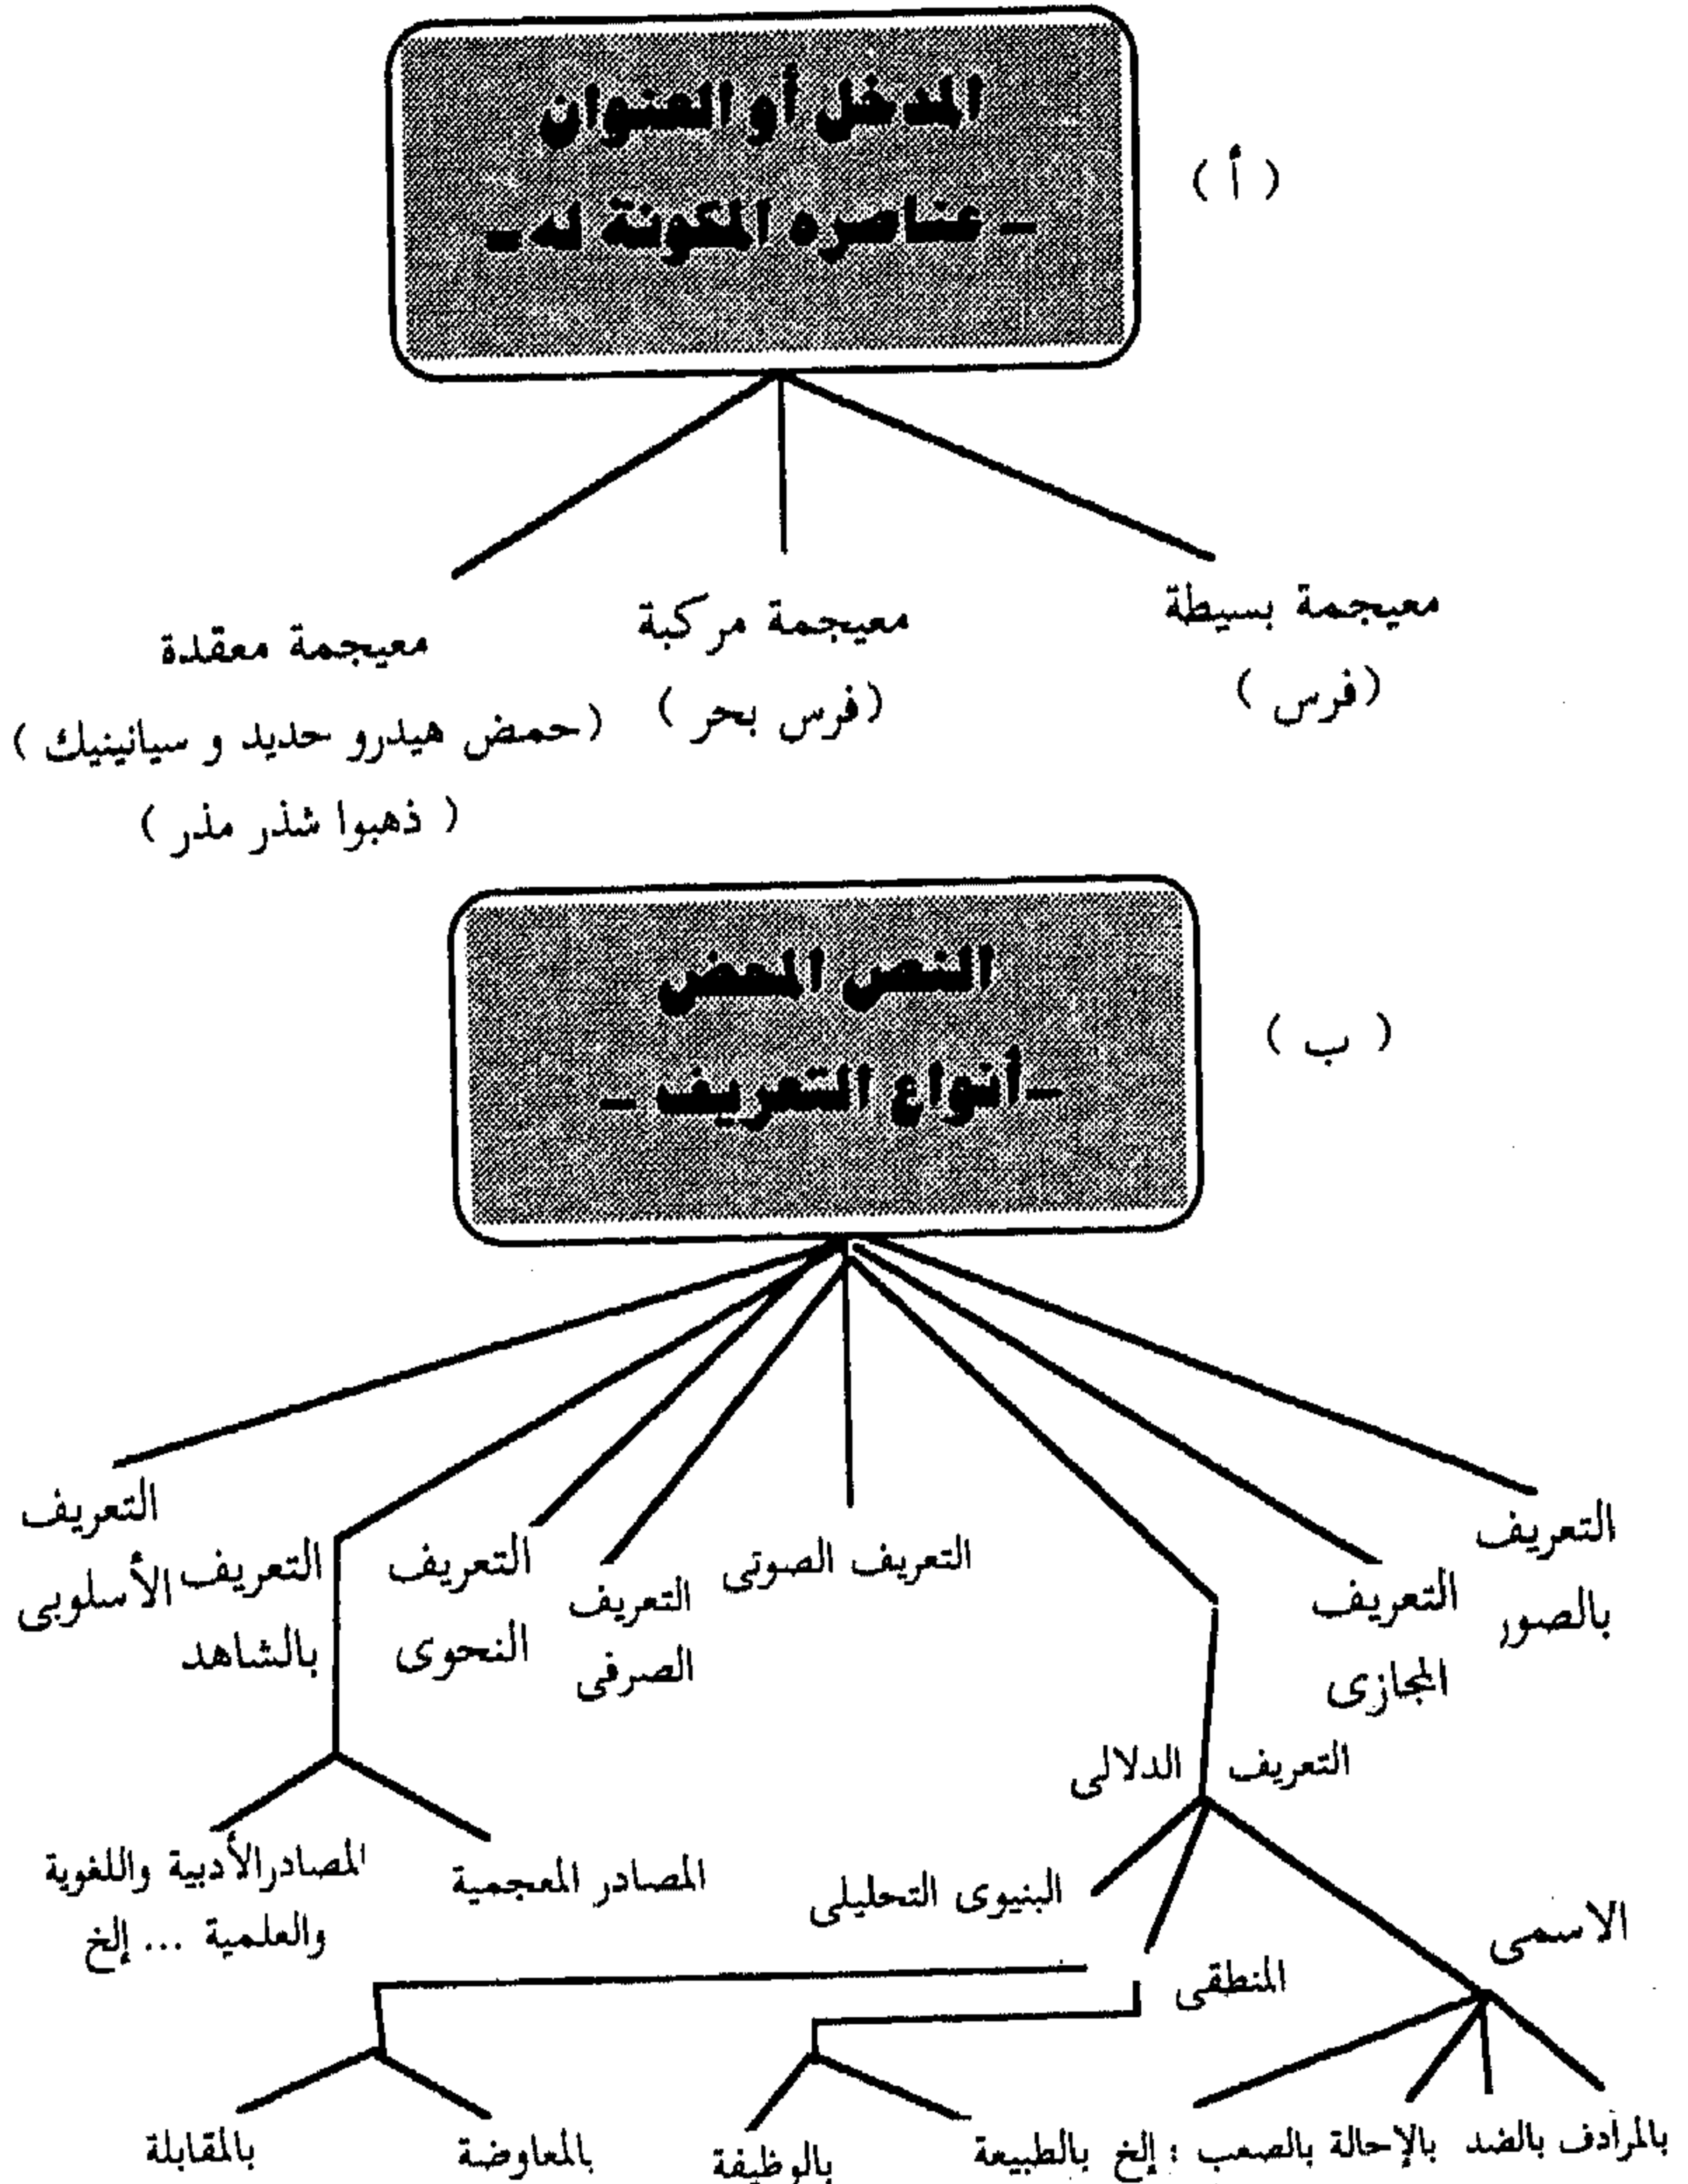 المدخل أو العنوان
- عناصره المكونة له -
( أ )
معيجمة بسيطة
(فرس )
معيجمة مركبة
(فرس بحر )
معيجمة معقدة
(حمض هيدرو حديد و سيانينيك )
( ذهبوا شذر مذر )
النص المحض
-أنواع التعريف -
( ب )
التعريف
بالصور
التعريف
المجازى
التعريف الدلالى
التعريف الصوتى
التعريف
الصرفى
التعريف
النحوى
التعريف
بالشاهد
التعريف
الأسلوبى
الاسمى
المنطقى
البنيوى التحليلى
المصادر المعجمية
المصادر الأدبية واللغوية
والعلمية ... إلخ
بالمرادف بالضد بالإحالة بالصعب : إلخ
بالطبيعة
بالوظيفة
بالمعاوضة
بالمقابلة